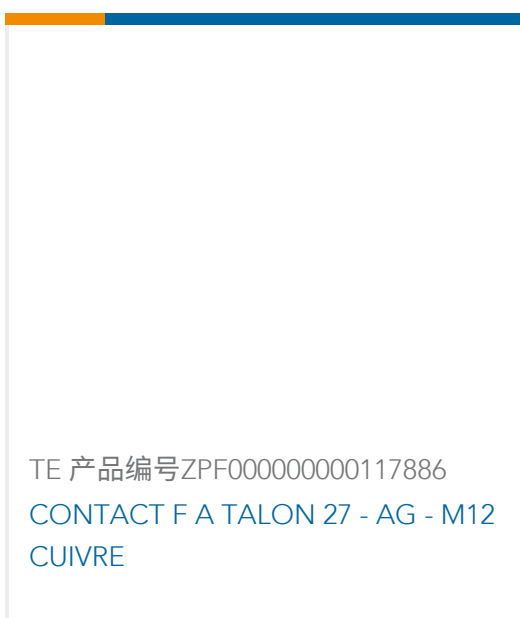 TE 产品编号ZPF000000000117886
CONTACT F A TALON 27 - AG - M12
CUIVRE